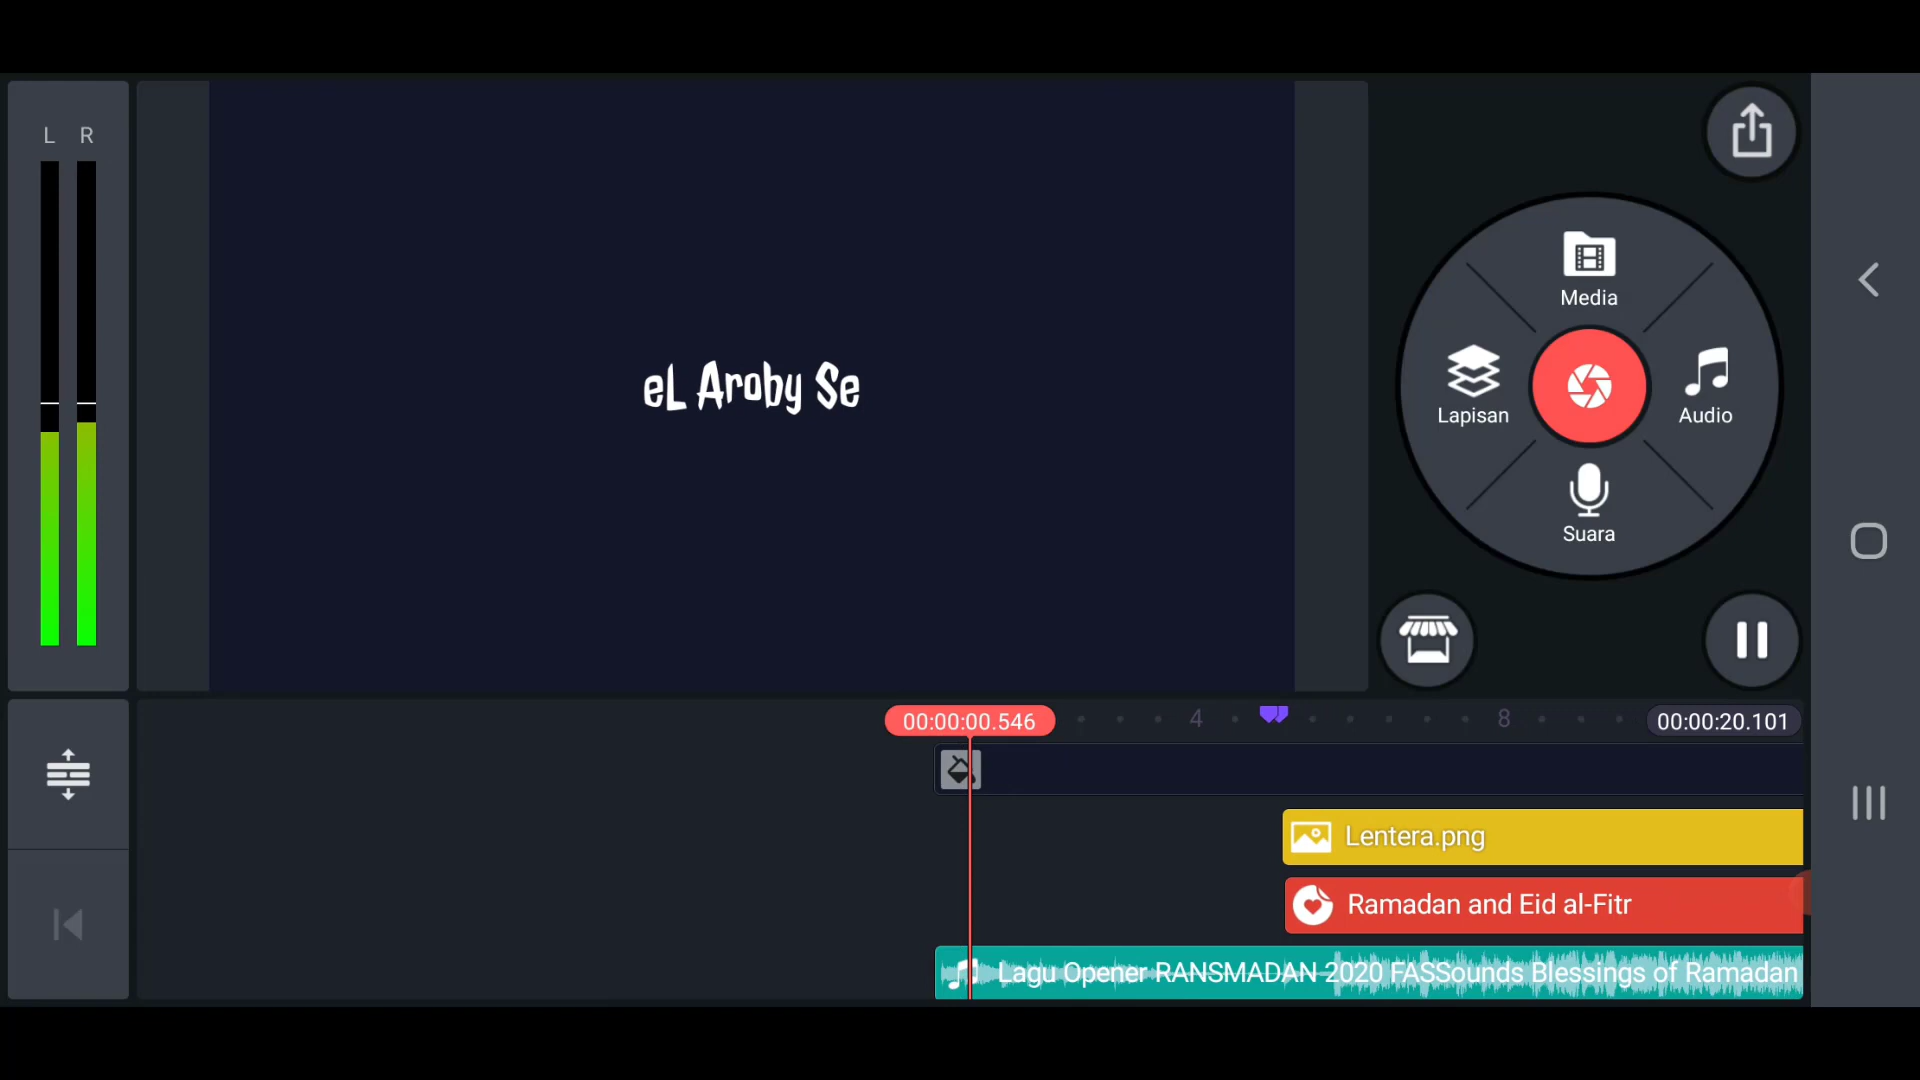 L R
eL Aroby Se
Media
Lapisan
Audio
Suara
00:00:00.546
4
8
00:00:20.101
Lentera.png
Ramadan and Eid al-Fitr
Lagu Opener RANSMADAN 2020 FASSounds Blessings of Ramadan